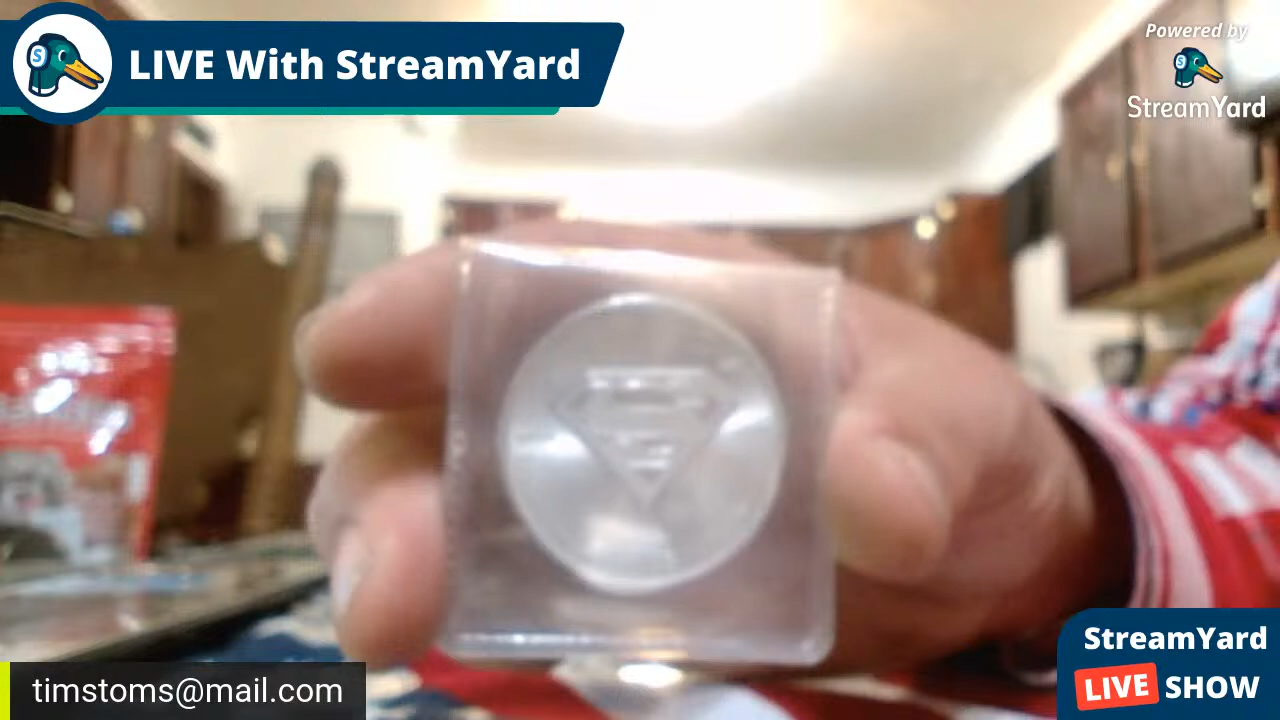 LIVE With StreamYard
Powered by
StreamYard
timstoms@mail.com
StreamYard
LIVE SHOW